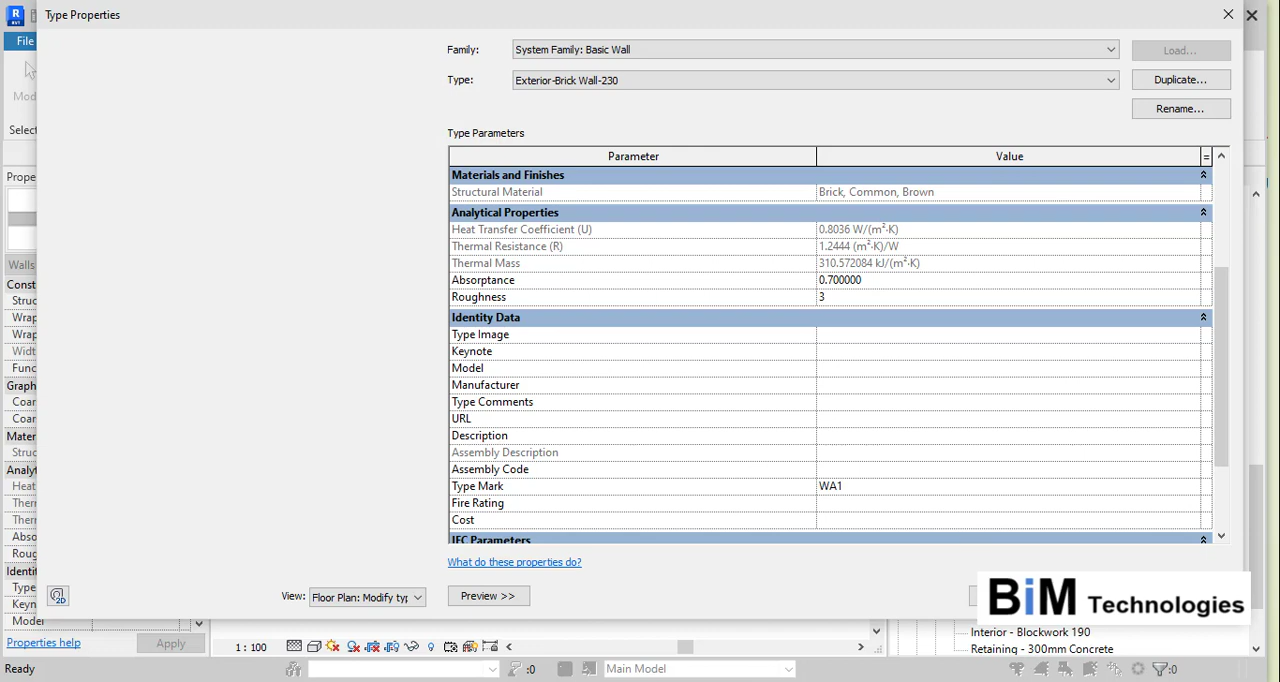 Type Properties
File
Family: System Family: Basic Wall Load...
Type: Exterior-Brick Wall-230 Duplicate...
Rename...
Mod
Select
Type Parameters
Parameter Value =
Prope
Materials and Finishes
Structural Material Brick, Common, Brown
Analytical Properties
Heat Transfer Coefficient (U) 0.8036 W/(m²·K)
Thermal Resistance (R) 1.2444 (m²·K)/W
Thermal Mass 310.572084 kJ/(m²·K)
Absorptance 0.700000
Roughness 3
Identity Data
Type Image
Keynote
Model
Manufacturer
Type Comments
URL
Description
Assembly Description
Assembly Code
Type Mark WA1
Fire Rating
Cost
IFC Parameters
Walls
Const
Struc
Wrap
Wrap
Width
Func
Graph
Coar
Coar
Mater
Struc
Analyt
Heat
Therr
Therr
Abso
Roug
Identi
Type
Keyn
Model
What do these properties do?
View: Floor Plan: Modify typ Preview >>
BiM Technologies
Properties help Apply
1 : 100
Interior - Blockwork 190
Retaining - 300mm Concrete
Ready :0 Main Model :0